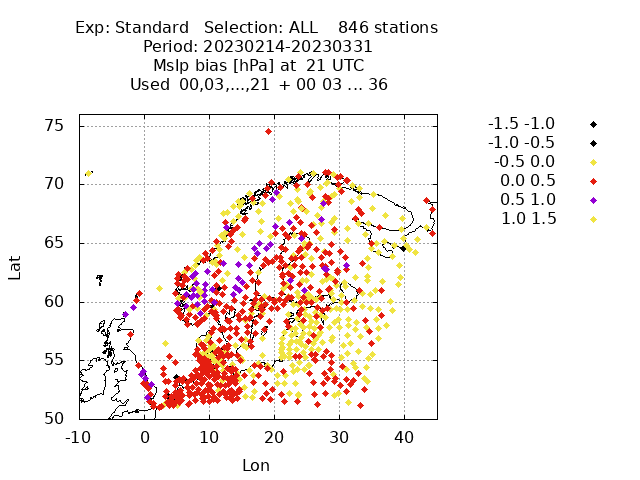 Exp: Standard   Selection: ALL    846 stations
Period: 20230214-20230331
Mslp bias [hPa] at  21 UTC
Used  00,03,...,21  + 00 03 ... 36
75
70
65
60
55
50
-10 0 10 20 30 40
Lat
Lon
-1.5 -1.0
-1.0 -0.5
-0.5 0.0
0.0 0.5
0.5 1.0
1.0 1.5